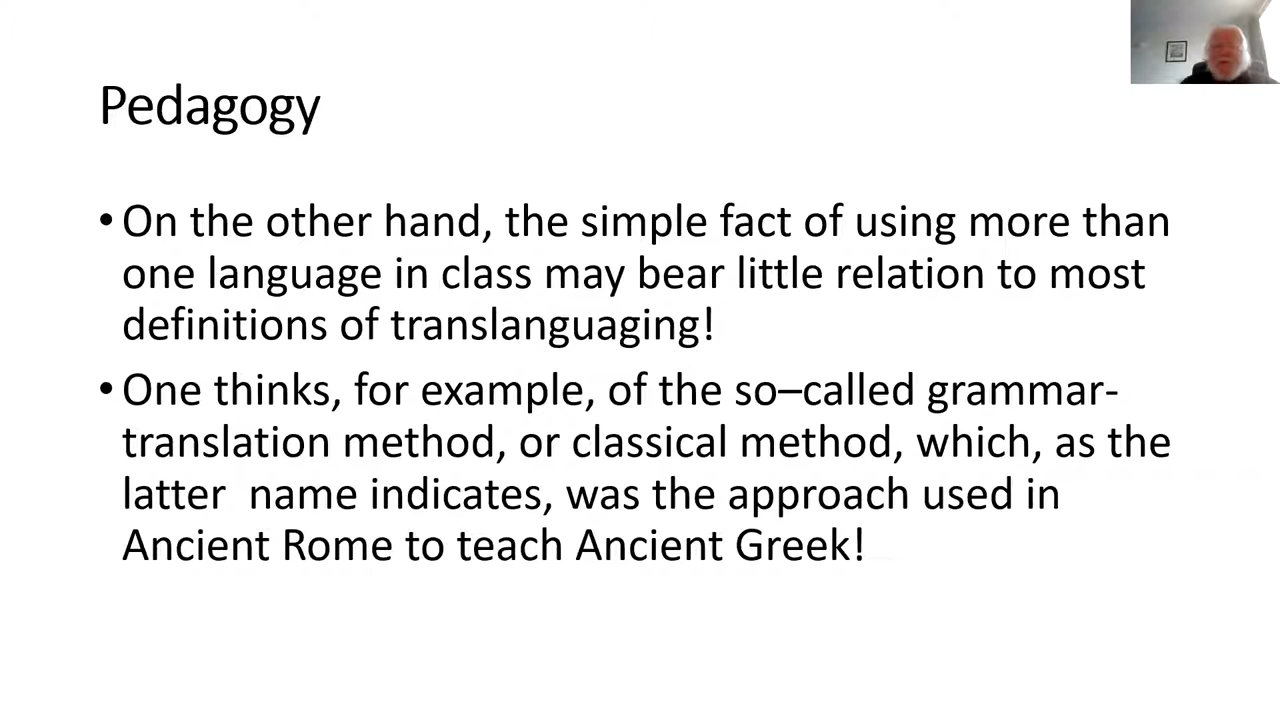 Pedagogy
•On the other hand, the simple fact of using more than
one language in class may bear little relation to most
definitions of translanguaging!
•One thinks, for example, of the so–called grammar-
translation method, or classical method, which, as the
latter  name indicates, was the approach used in
Ancient Rome to teach Ancient Greek!